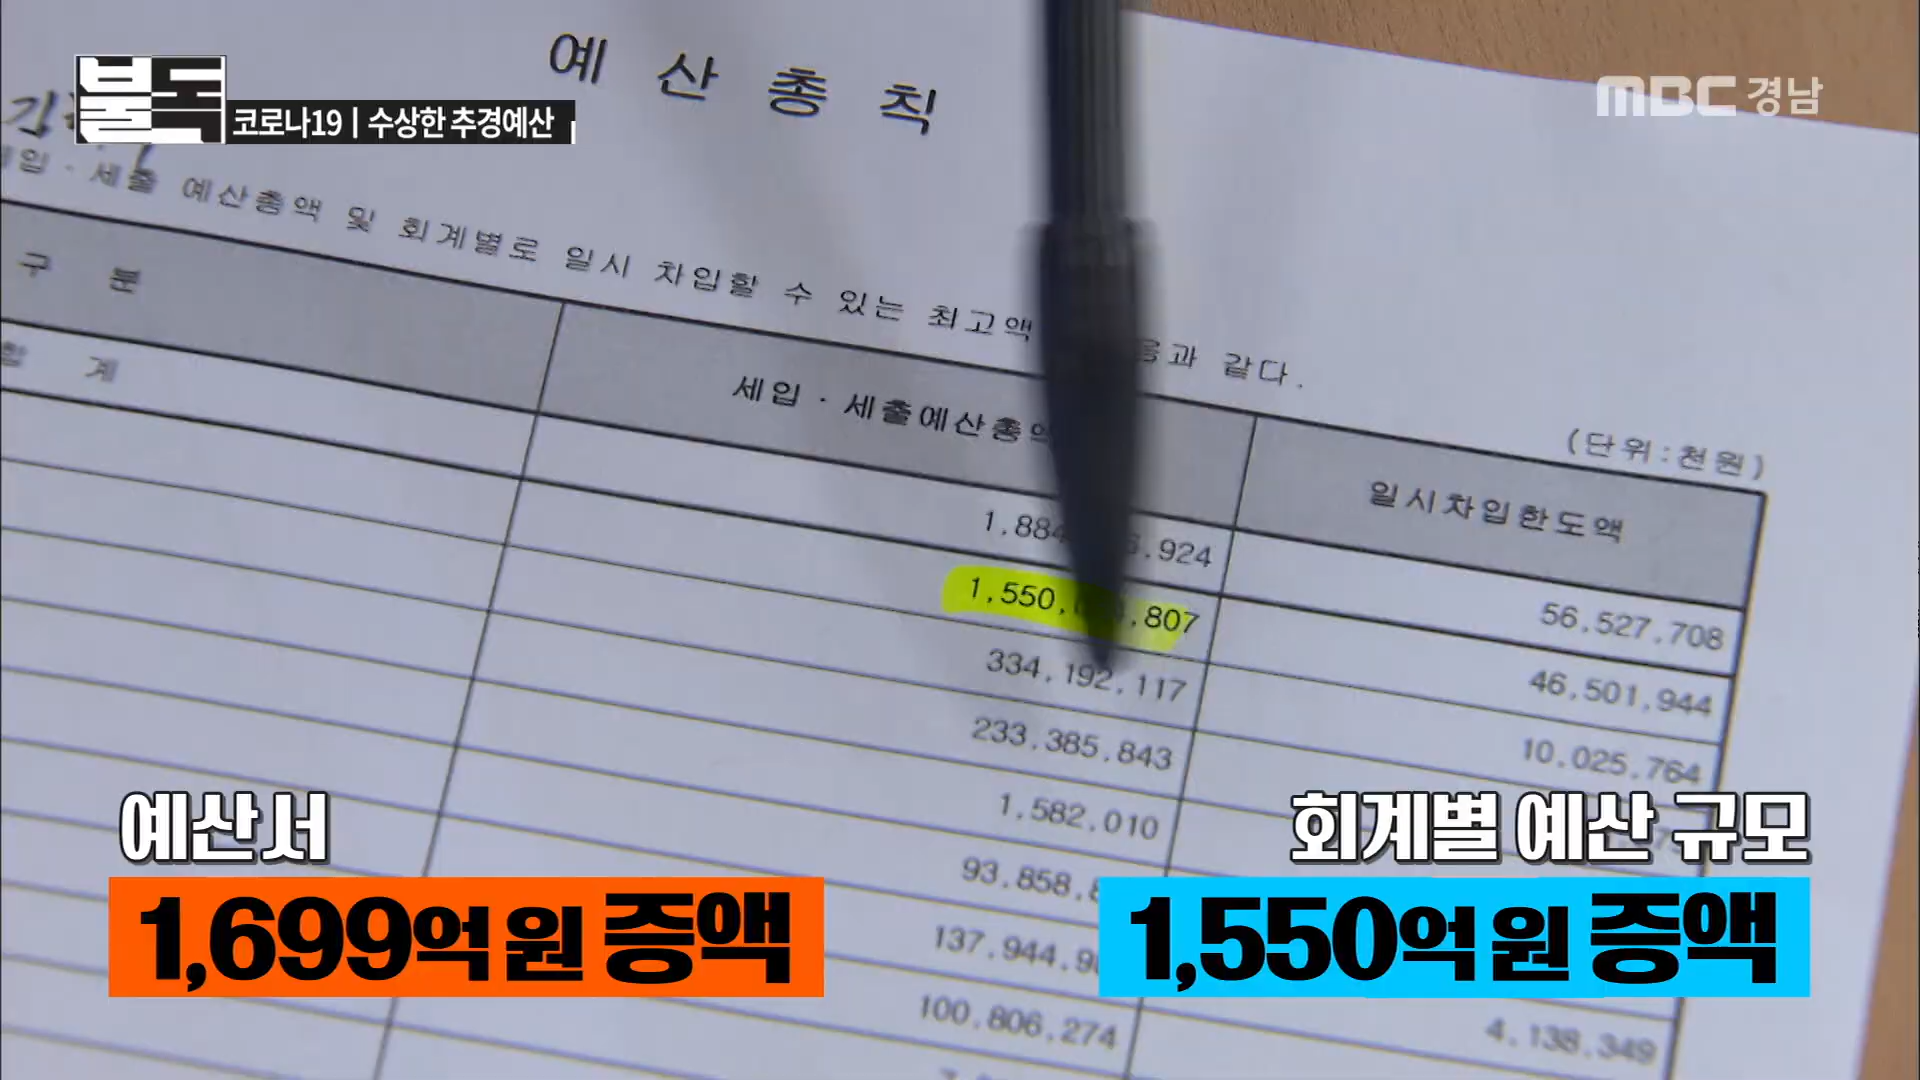 불독
코로나19 | 수상한 추경예산
MBC 경남
예 산 총 칙
세출 예산총액 및 회계별로 일시 차입할 수 있는 최고액
같다.
(단위:천원)
구 분
세입 · 세출예산총
일시차입한도액
계
56,527,708
46,501,944
334,192,117
10,025,764
233,385,843
1,582,010
93,858,
137,944,9
100,806,274
4,138,349
예산서
1,699억 원 증액
회계별 예산 규모
1,550억 원 증액